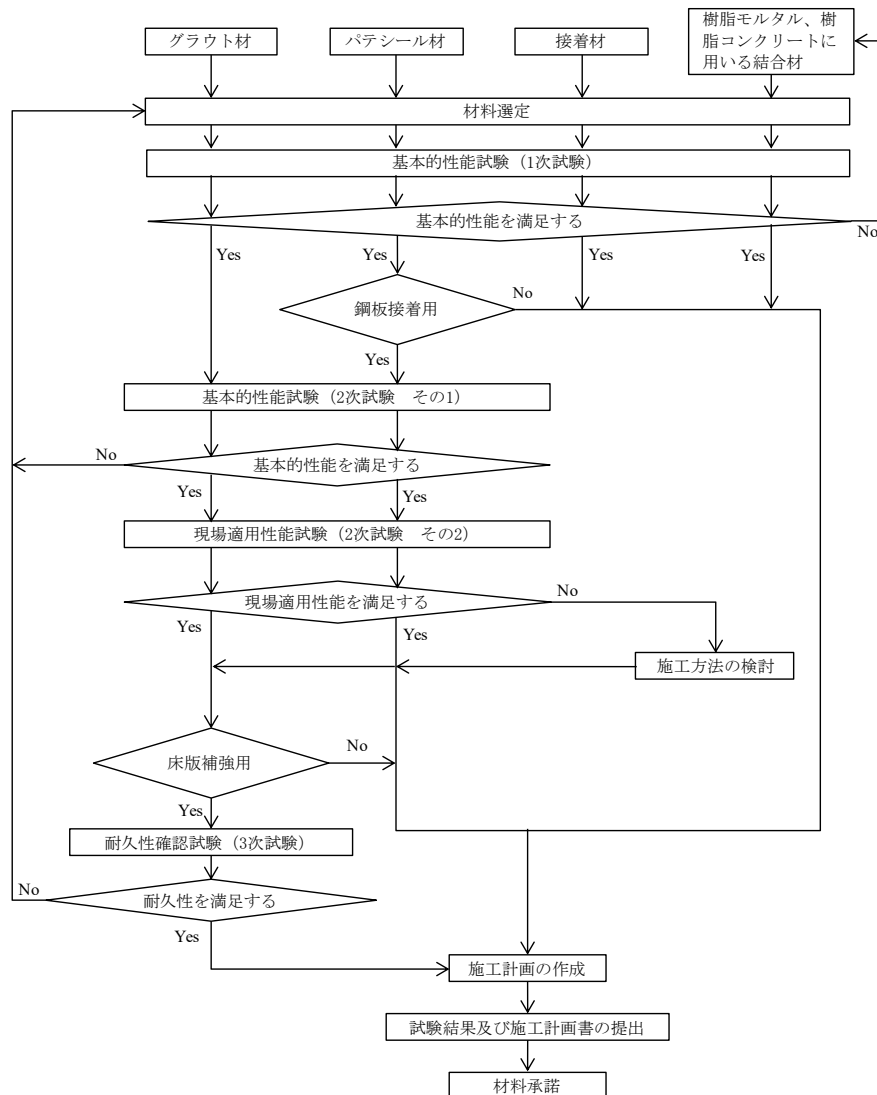 グラウト材
パテシール材
接着材
樹脂モルタル、樹
脂コンクリートに
用いる結合材
材料選定
基本的性能試験（1次試験）
基本的性能を満足する
No
Yes
Yes
Yes
Yes
鋼板接着用
No
Yes
基本的性能試験（2次試験　その1）
No
基本的性能を満足する
Yes
Yes
現場適用性能試験（2次試験　その2）
現場適用性能を満足する
No
Yes
Yes
施工方法の検討
床版補強用
No
Yes
耐久性確認試験（3次試験）
No
耐久性を満足する
Yes
施工計画の作成
試験結果及び施工計画書の提出
材料承諾